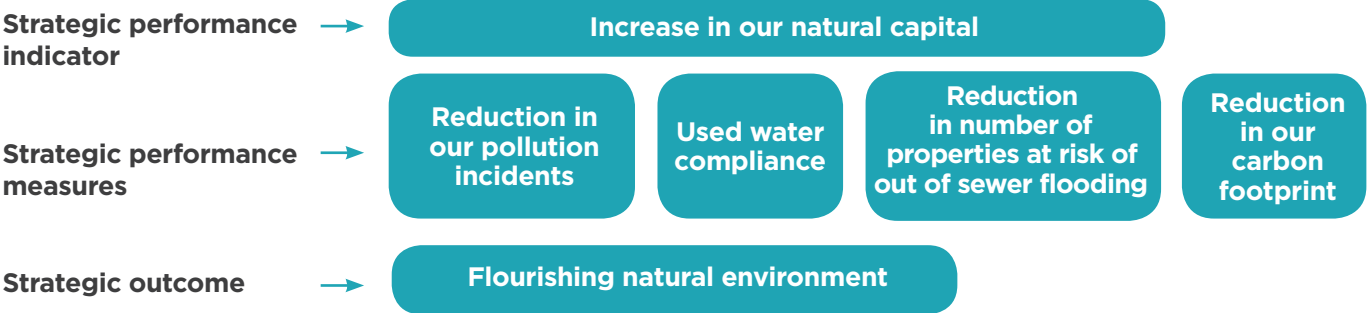 Strategic performance
indicator
Increase in our natural capital
Strategic performance
measures
Reduction in
our pollution
incidents
Used water
compliance
Reduction
in number of
properties at risk of
out of sewer flooding
Reduction
in our
carbon
footprint
Strategic outcome
Flourishing natural environment